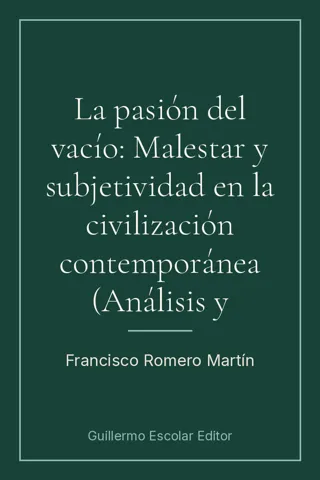 La pasión del
vacío: Malestar y
subjetividad en la
civilización
contemporánea
(Análisis y
Francisco Romero Martín
Guillermo Escolar Editor